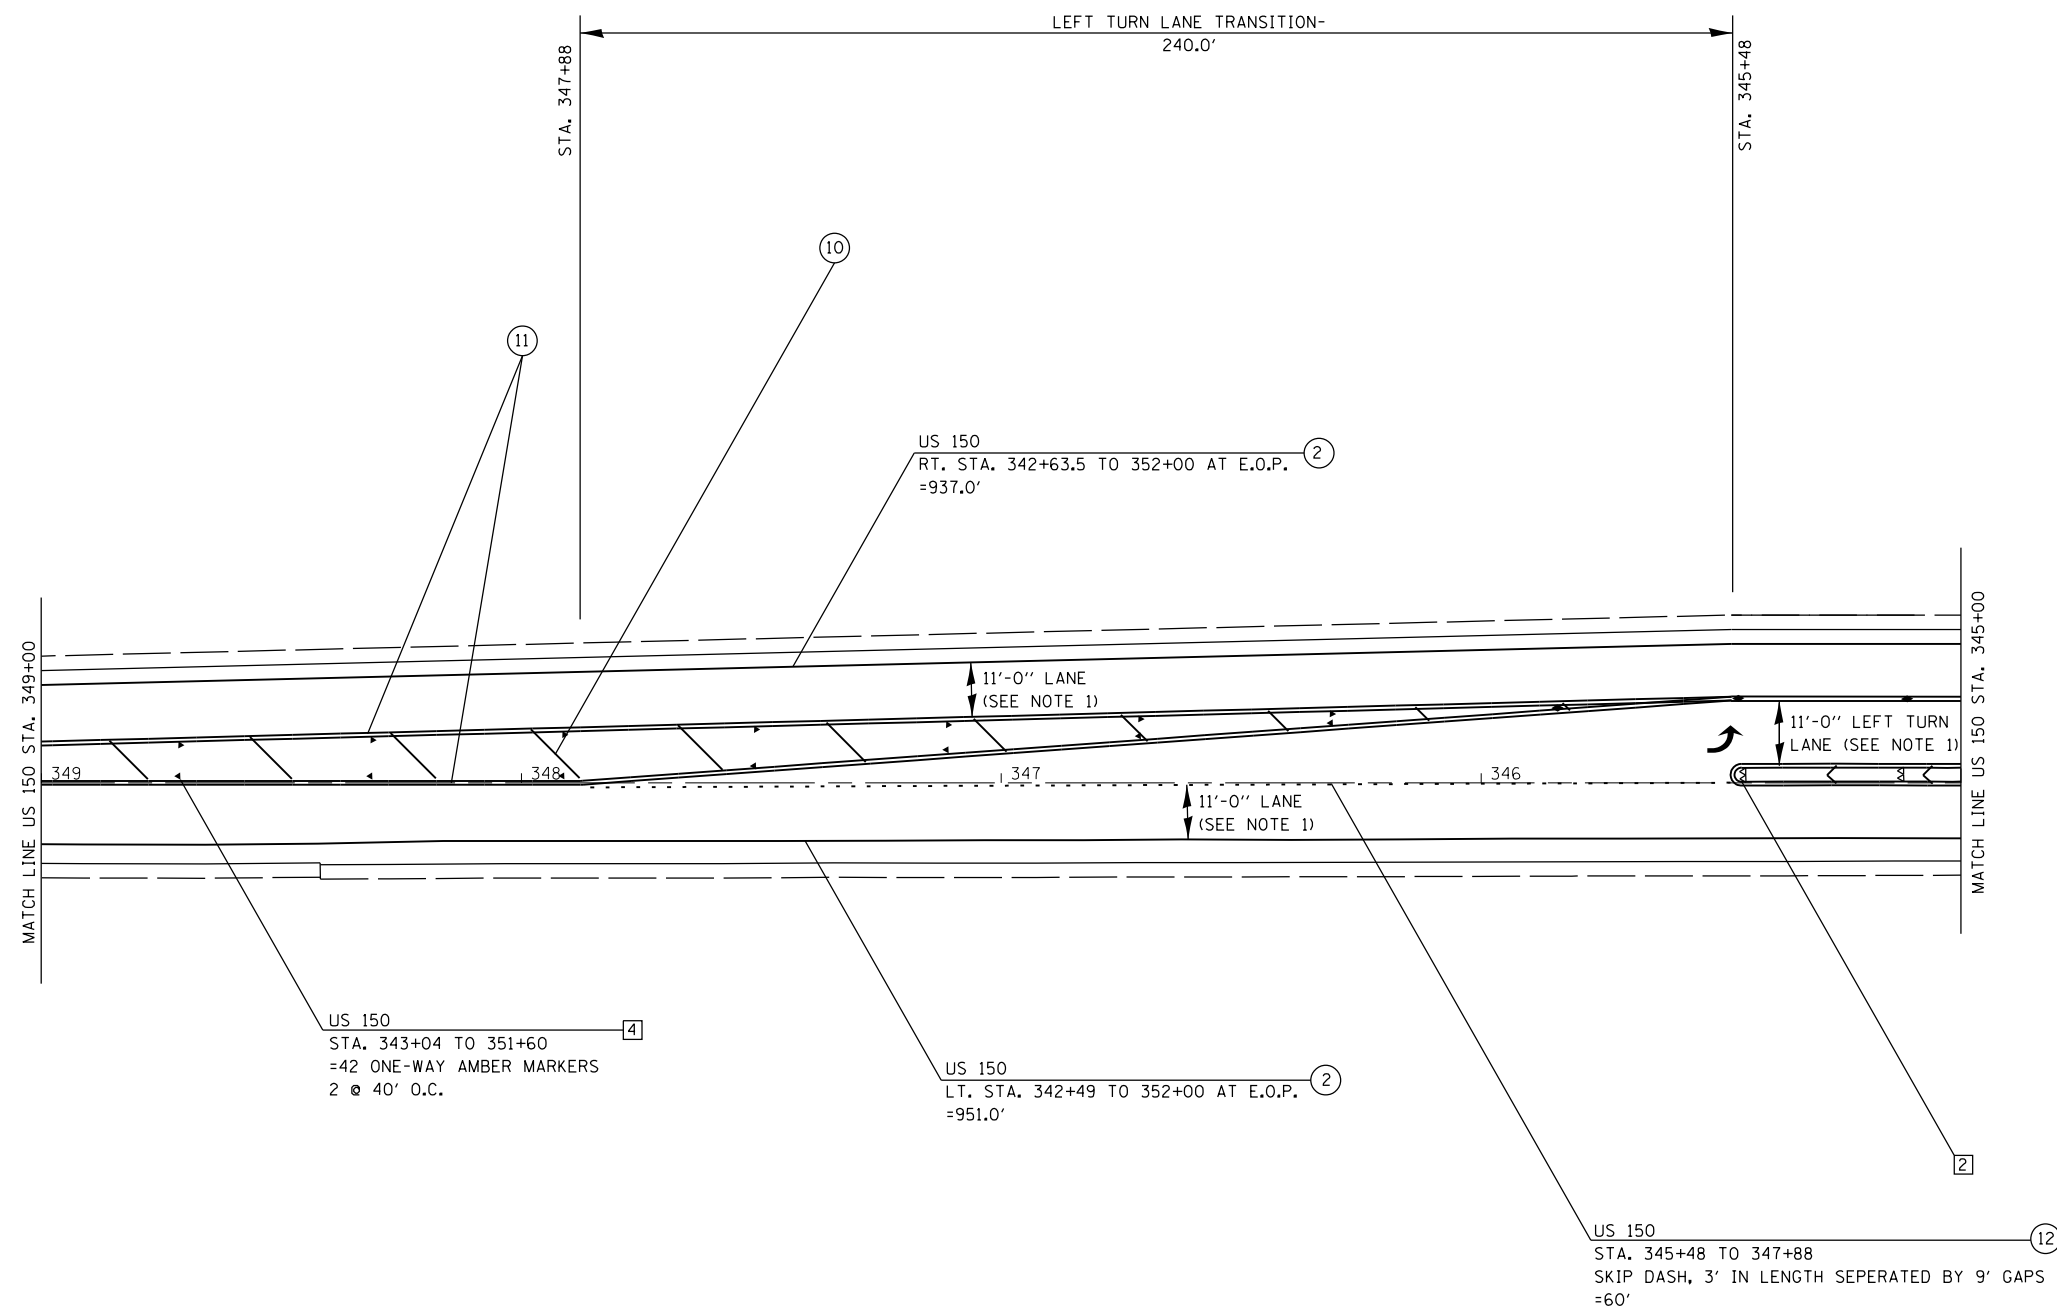 LEFT TURN LANE TRANSITION-
240.0'
STA. 347+88
STA. 345+48
10
11
US 150
RT. STA. 342+63.5 TO 352+00 AT E.O.P.
=937.0'
2
MATCH LINE US 150 STA. 349+00
MATCH LINE US 150 STA. 345+00
11'-0'' LANE
(SEE NOTE 1)
11'-0'' LEFT TURN
LANE (SEE NOTE 1)
349
348
347
346
11'-0'' LANE
(SEE NOTE 1)
US 150
STA. 343+04 TO 351+60
=42 ONE-WAY AMBER MARKERS
2 @ 40' O.C.
4
US 150
LT. STA. 342+49 TO 352+00 AT E.O.P.
=951.0'
2
2
US 150
STA. 345+48 TO 347+88
SKIP DASH, 3' IN LENGTH SEPERATED BY 9' GAPS
=60'
12